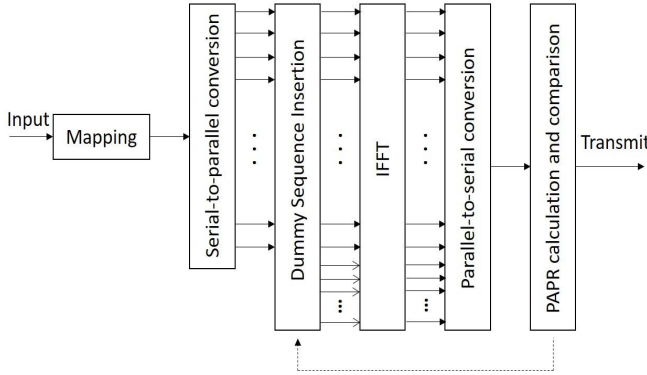 Input
Mapping
Serial-to-parallel conversion
Dummy Sequence Insertion
IFFT
Parallel-to-serial conversion
PAPR calculation and comparison
Transmit